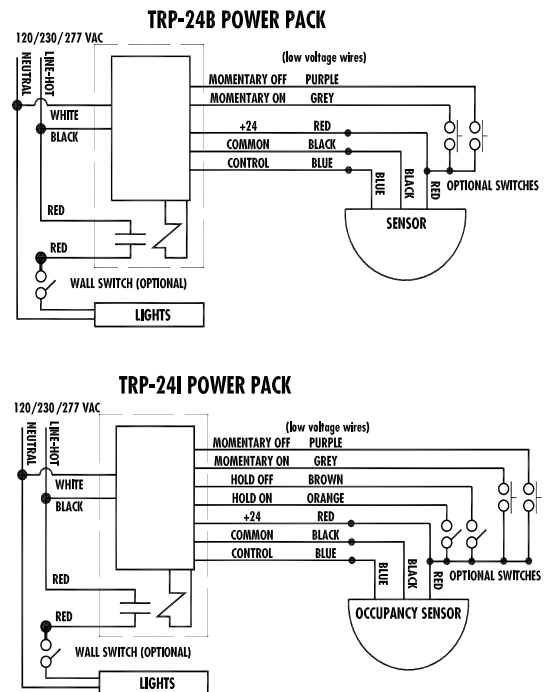 TRP-24B POWER PACK
120/230/277 VAC
(low voltage wires)
NEUTRAL
LINE-HOT
MOMENTARY OFF PURPLE
MOMENTARY ON GREY
WHITE
+24 RED
BLACK
COMMON BLACK
CONTROL BLUE
BLUE
BLACK
RED
OPTIONAL SWITCHES
RED
SENSOR
RED
WALL SWITCH (OPTIONAL)
LIGHTS
TRP-24I POWER PACK
120/230/277 VAC
(low voltage wires)
NEUTRAL
LINE-HOT
MOMENTARY OFF PURPLE
MOMENTARY ON GREY
HOLD OFF BROWN
WHITE
HOLD ON ORANGE
BLACK
+24 RED
COMMON BLACK
CONTROL BLUE
BLUE
BLACK
RED
OPTIONAL SWITCHES
RED
OCCUPANCY SENSOR
RED
WALL SWITCH (OPTIONAL)
LIGHTS